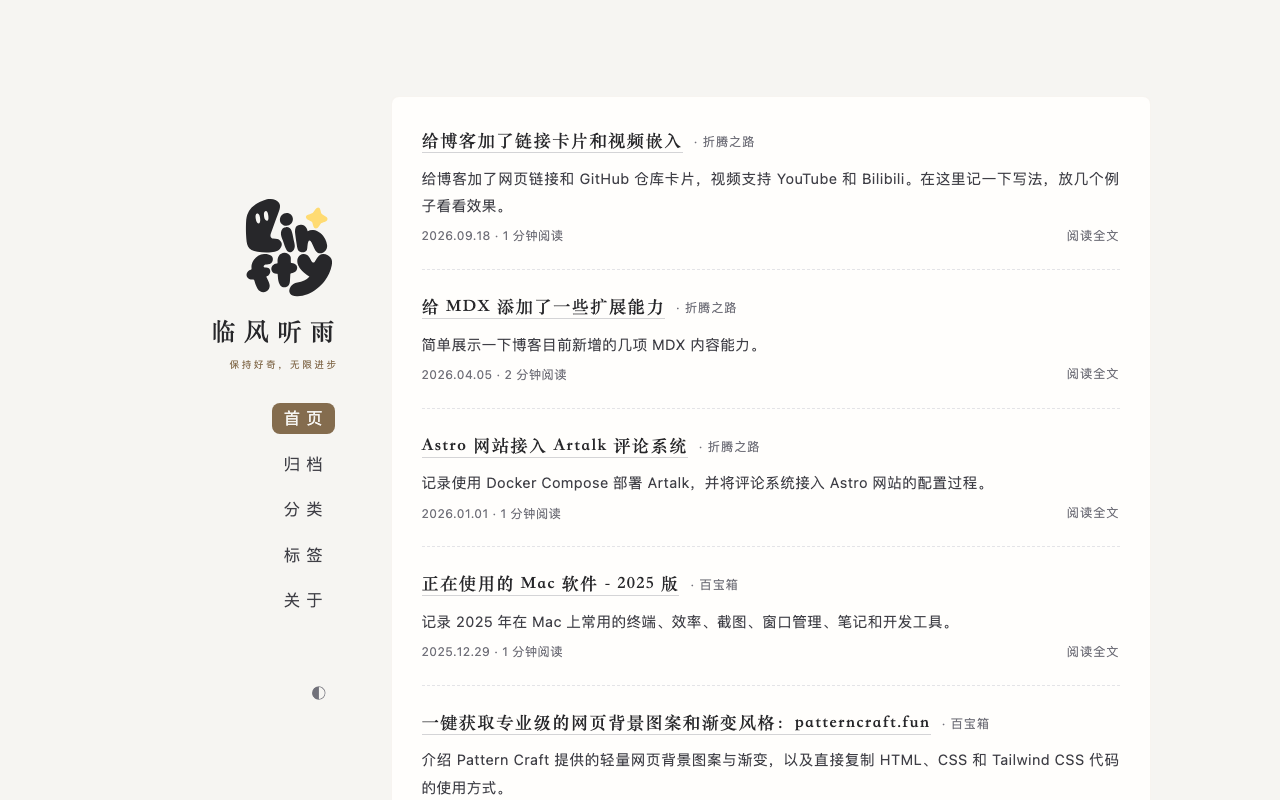 Lin
fty
临风听雨
保持好奇，无限进步
首页
归档
分类
标签
关于
给博客加了链接卡片和视频嵌入 · 折腾之路
给博客加了网页链接和 GitHub 仓库卡片，视频支持 YouTube 和 Bilibili。在这里记一下写法，放几个例
子看看效果。
2026.09.18 · 1 分钟阅读 阅读全文
给 MDX 添加了一些扩展能力 · 折腾之路
简单展示一下博客目前新增的几项 MDX 内容能力。
2026.04.05 · 2 分钟阅读 阅读全文
Astro 网站接入 Artalk 评论系统 · 折腾之路
记录使用 Docker Compose 部署 Artalk，并将评论系统接入 Astro 网站的配置过程。
2026.01.01 · 1 分钟阅读 阅读全文
正在使用的 Mac 软件 - 2025 版 · 百宝箱
记录 2025 年在 Mac 上常用的终端、效率、截图、窗口管理、笔记和开发工具。
2025.12.29 · 1 分钟阅读 阅读全文
一键获取专业级的网页背景图案和渐变风格：patterncraft.fun · 百宝箱
介绍 Pattern Craft 提供的轻量网页背景图案与渐变，以及直接复制 HTML、CSS 和 Tailwind CSS 代码
的使用方式。